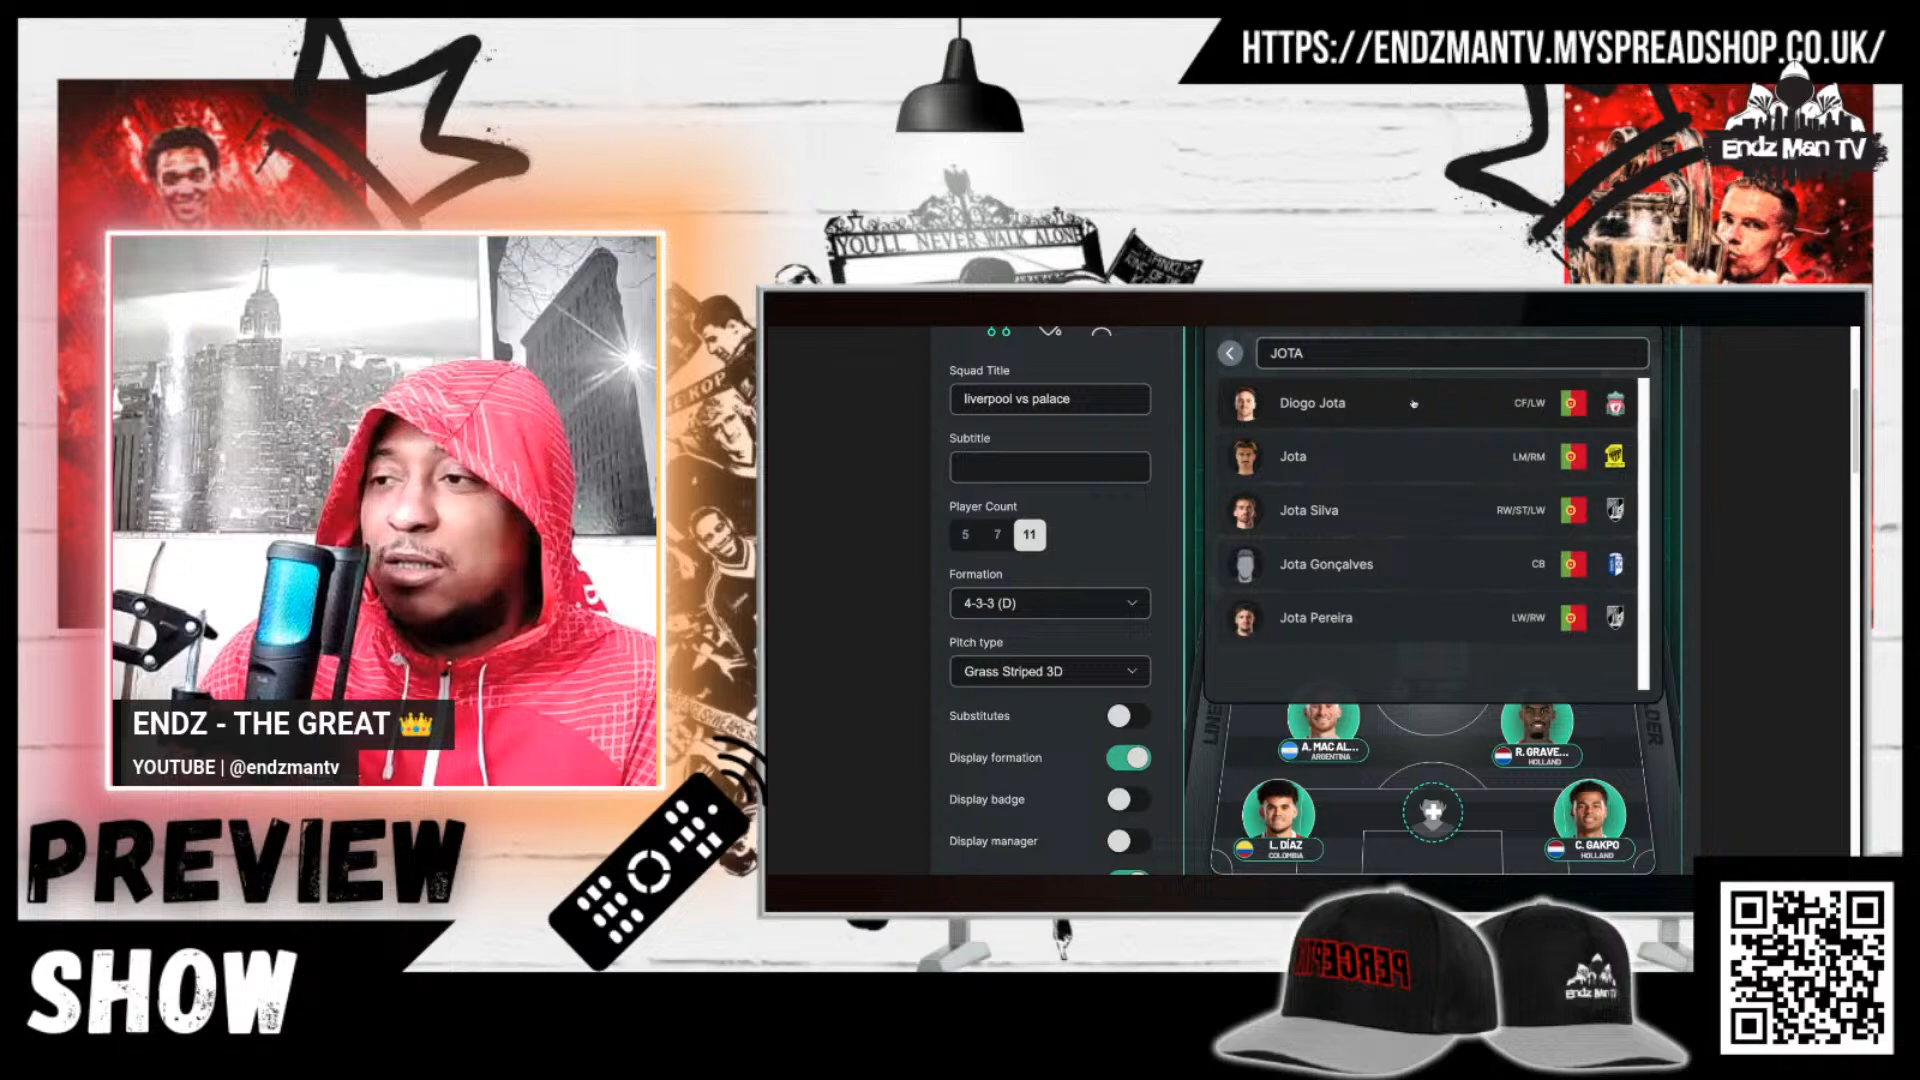 HTTPS://ENDZMANTV.MYSPREADSHOP.CO.UK/
Endz Man TV
YOU'LL NEVER WALK ALONE
JOTA
Squad Title
liverpool vs palace
Diogo Jota
CF/LW
Subtitle
Jota
LM/RM
Player Count
5
7
11
Jota Silva
RW/ST/LW
Formation
4-3-3 (D)
Jota Gonçalves
CB
Jota Pereira
LW/RW
Pitch type
Grass Striped 3D
Substitutes
Display formation
Display badge
Display manager
A. MAC AL...
ARGENTINA
R. GRAVE...
HOLLAND
L. DÍAZ
COLOMBIA
C. GAKPO
HOLLAND
ENDZ - THE GREAT 👑
YOUTUBE | @endzmantv
PREVIEW
SHOW
Endz Man TV